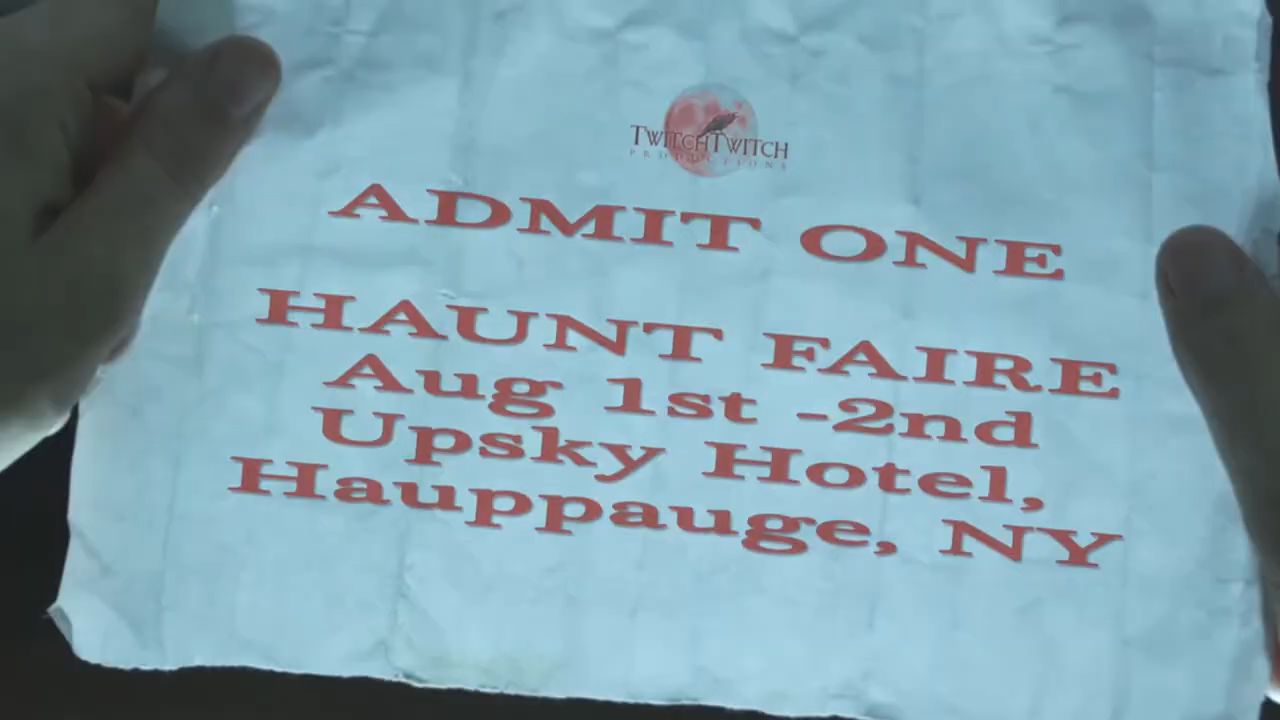 TWITCHTWITCH
PRODUCTIONS
ADMIT ONE
HAUNT FAIRE
Aug 1st -2nd
Upsky Hotel,
Hauppauge, NY